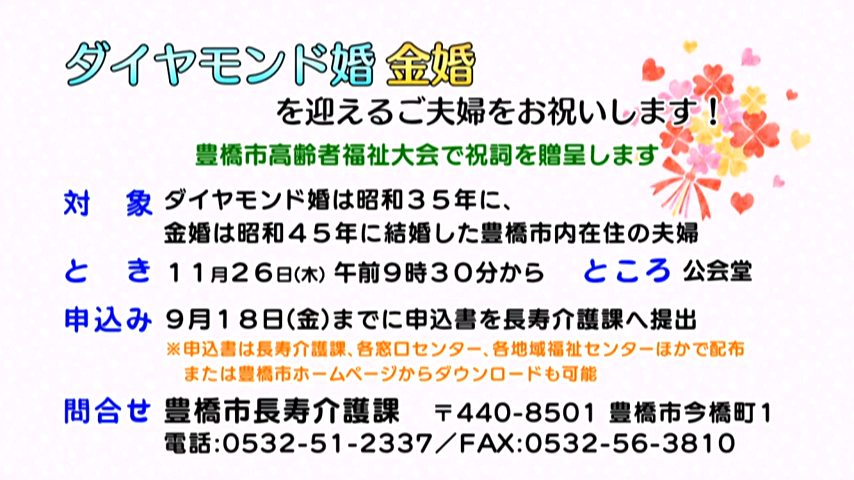 ダイヤモンド婚 金婚
を迎えるご夫婦をお祝いします！
豊橋市高齢者福祉大会で祝詞を贈呈します
対象 ダイヤモンド婚は昭和３５年に、
金婚は昭和４５年に結婚した豊橋市内在住の夫婦
とき １１月２６日(木) 午前９時３０分から ところ 公会堂
申込み ９月１８日(金)までに申込書を長寿介護課へ提出
※申込書は長寿介護課、各窓口センター、各地域福祉センターほかで配布
または豊橋市ホームページからダウンロードも可能
問合せ 豊橋市長寿介護課 〒440-8501 豊橋市今橋町1
電話:0532-51-2337／FAX:0532-56-3810